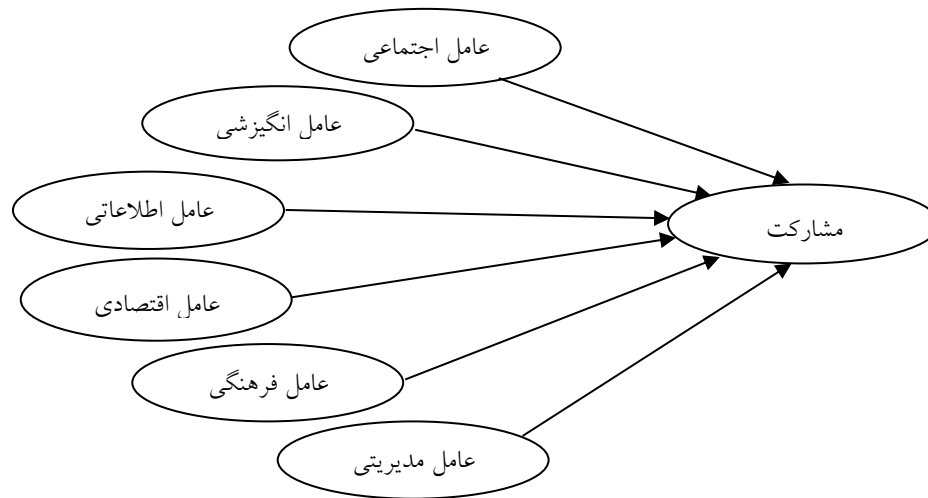 عامل اجتماعی
عامل انگیزشی
عامل اطلاعاتی
مشارکت
عامل اقتصادی
عامل فرهنگی
عامل مدیریتی